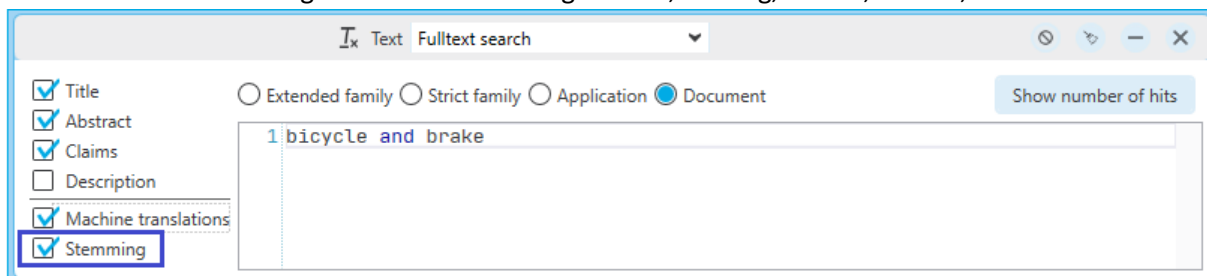 Text Fulltext search
Title
Extended family Strict family Application Document Show number of hits
Abstract
Claims
Description
Machine translations
Stemming
1 bicycle and brake